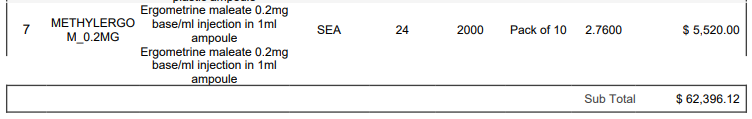 Ergometrine maleate 0.2mg
7 METHYLERGO base/ml injection in 1ml SEA 24 2000 Pack of 10 2.7600 $ 5,520.00
M_0.2MG ampoule
Ergometrine maleate 0.2mg
base/ml injection in 1ml
ampoule
Sub Total $ 62,396.12